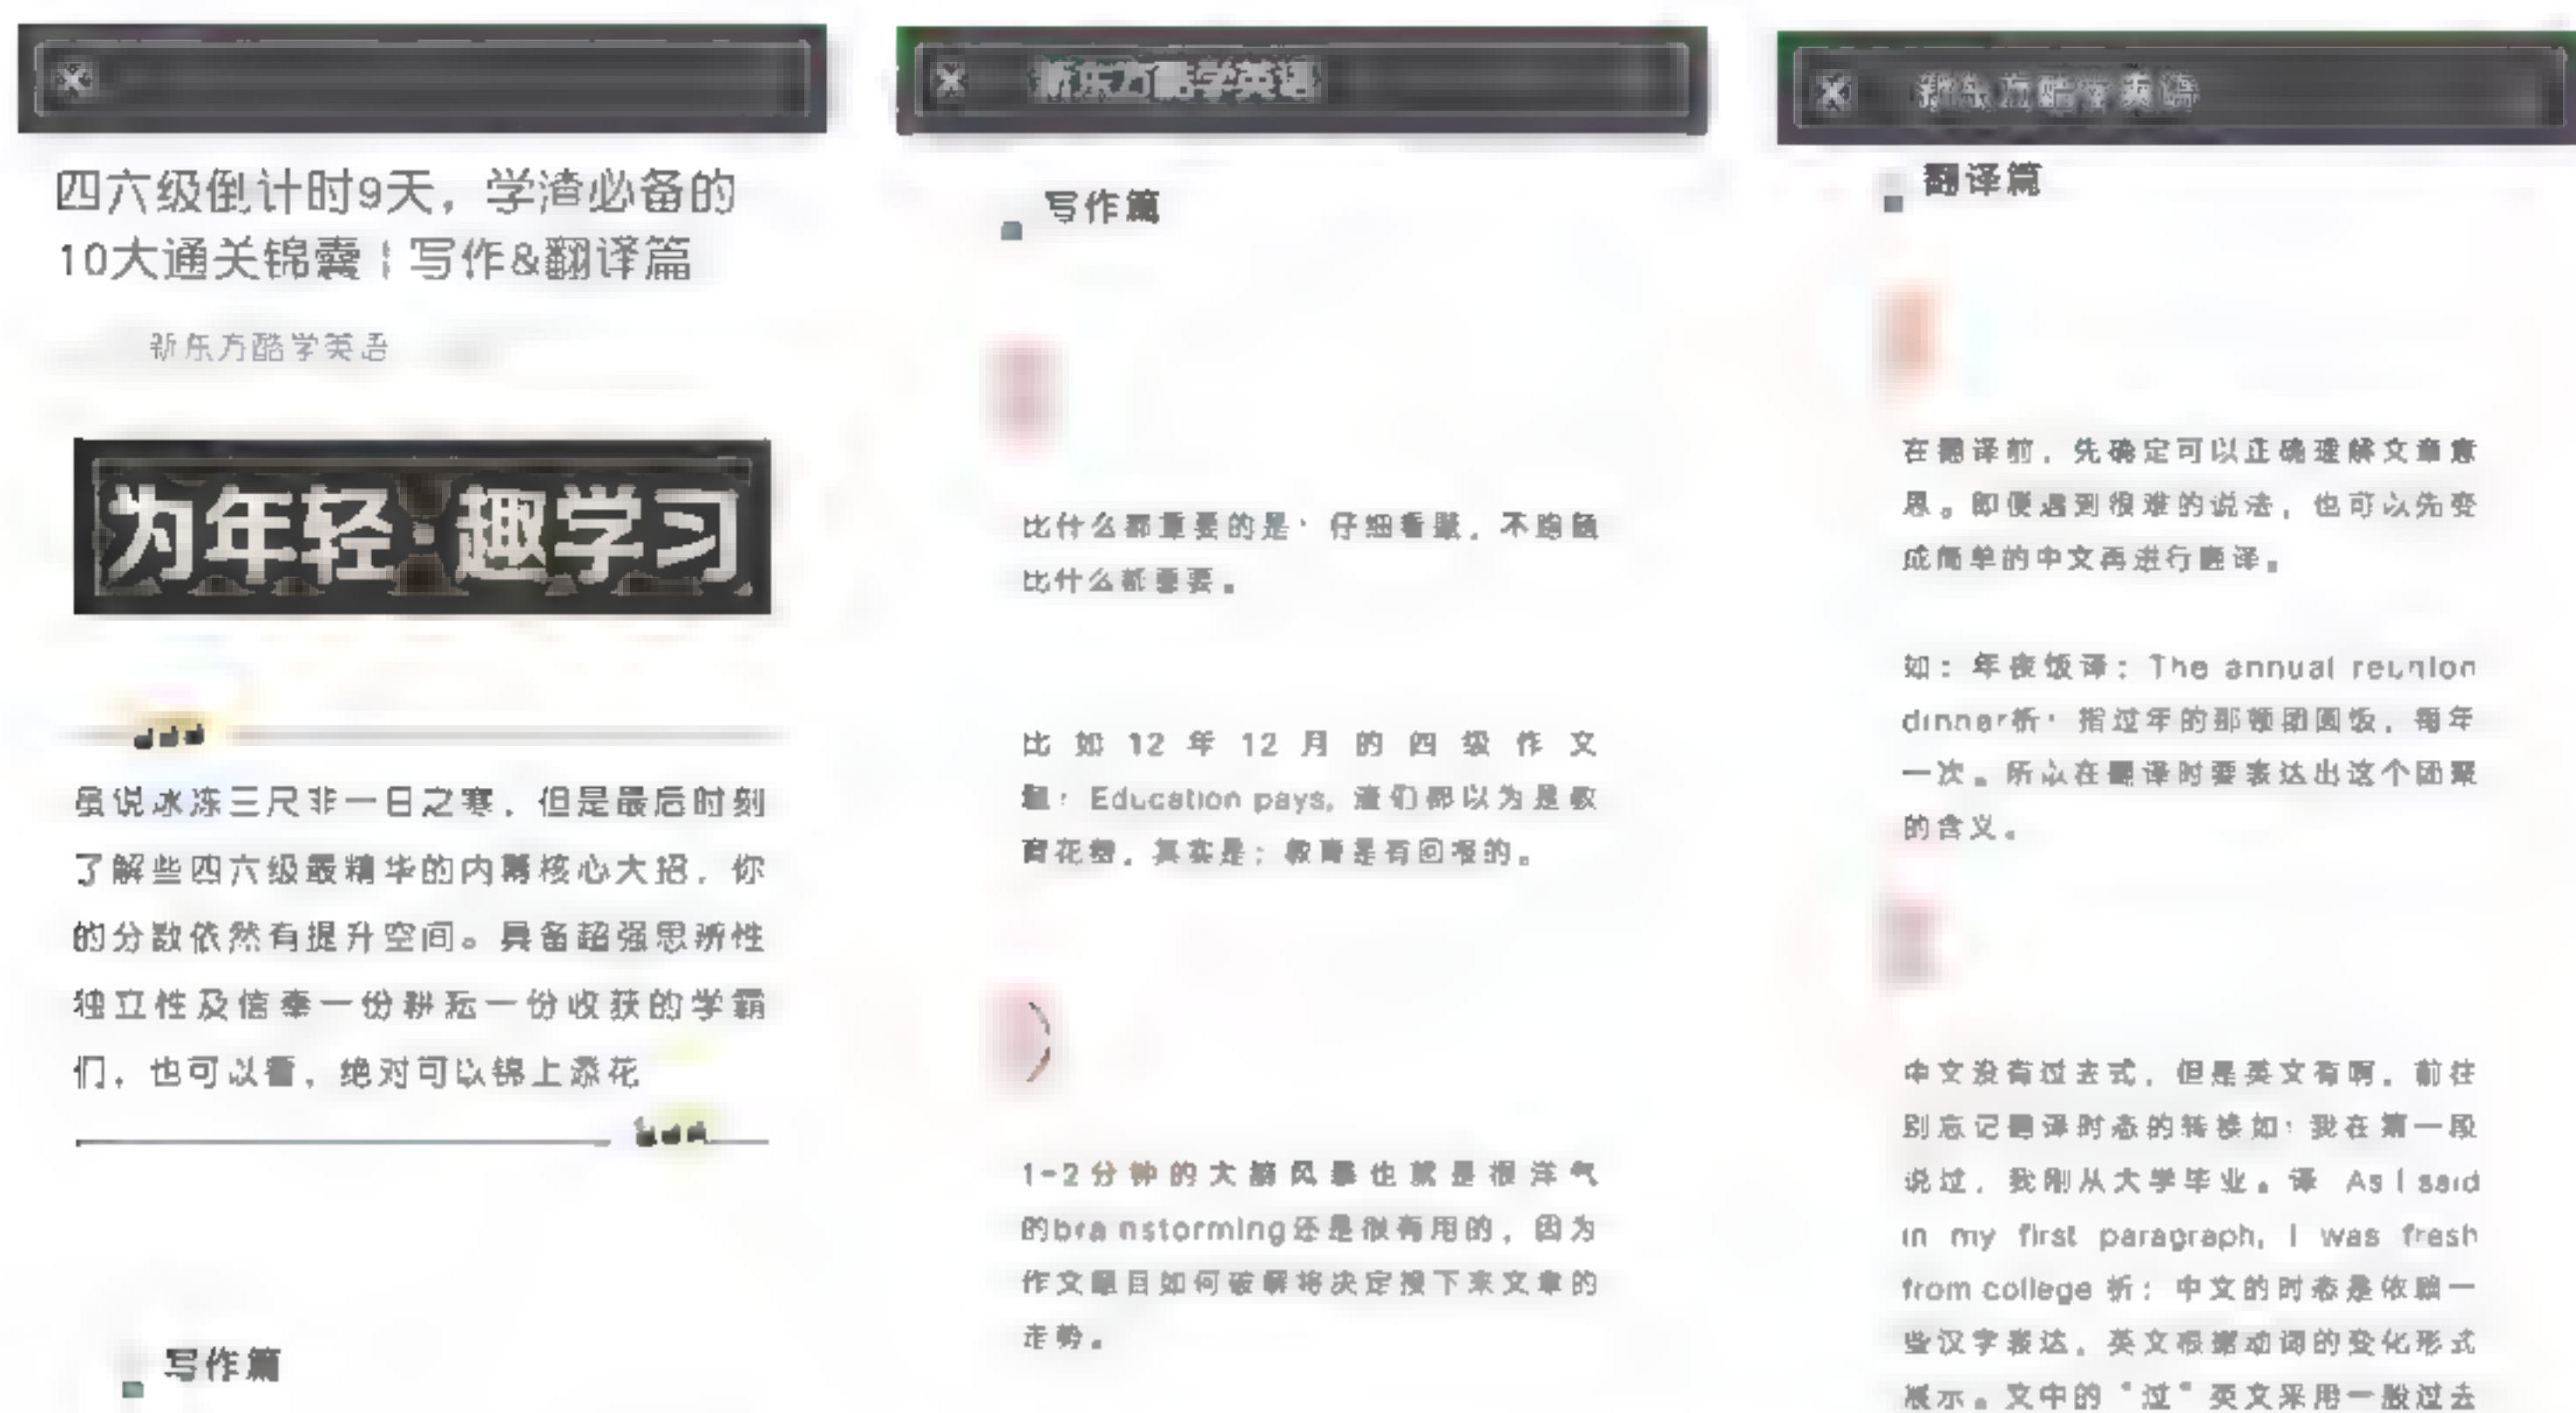 四六级倒计时9天，学渣必备的
10大通关锦囊 | 写作&翻译篇
新东方酷学英语
为年轻·趣学习
虽说冰冻三尺非一日之寒，但是最后时刻
了解些四六级最精华的内幕核心大招，你
的分数依然有提升空间。具备超强思辨性
独立性及信奉一份耕耘一份收获的学霸
们，也可以看，绝对可以锦上添花
写作篇
新东方酷学英语
写作篇
比什么都重要的是：仔细看题，不跑题
比什么都重要。
比如12年12月的四级作文
题：Education pays, 渣们都以为是教
育花费，其实是：教育是有回报的。
1-2分钟的大脑风暴也就是很洋气
的bra nstorming还是很有用的，因为
作文题目如何破解将决定接下来文章的
走势。
新东方酷学英语
翻译篇
在翻译前，先确定可以正确理解文章意
思。即便遇到很难的说法，也可以先变
成简单的中文再进行翻译。
如：年夜饭译：The annual reunion
dinner析：指过年的那顿团圆饭，每年
一次。所以在翻译时要表达出这个团聚
的含义。
中文没有过去式，但是英文有啊，前往
别忘记翻译时态的转换如：我在第一段
说过，我刚从大学毕业。译 As I said
in my first paragraph, I was fresh
from college 析：中文的时态是依赖一
些汉字表达，英文根据动词的变化形式
展示。文中的“过”英文采用一般过去